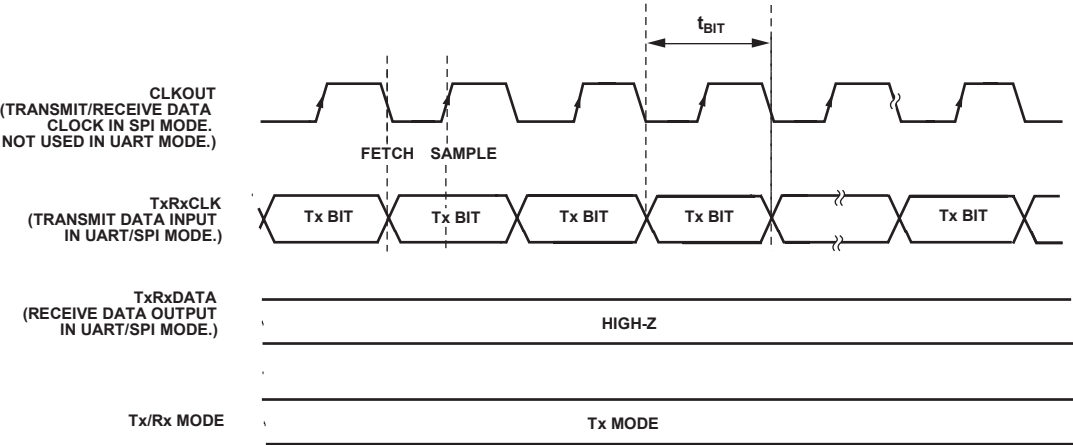 tBIT
CLKOUT
(TRANSMIT/RECEIVE DATA
CLOCK IN SPI MODE.
NOT USED IN UART MODE.)
FETCH SAMPLE
TxRxCLK
(TRANSMIT DATA INPUT
IN UART/SPI MODE.)
Tx BIT Tx BIT Tx BIT Tx BIT Tx BIT
TxRxDATA
(RECEIVE DATA OUTPUT
IN UART/SPI MODE.)
HIGH-Z
Tx/Rx MODE
Tx MODE